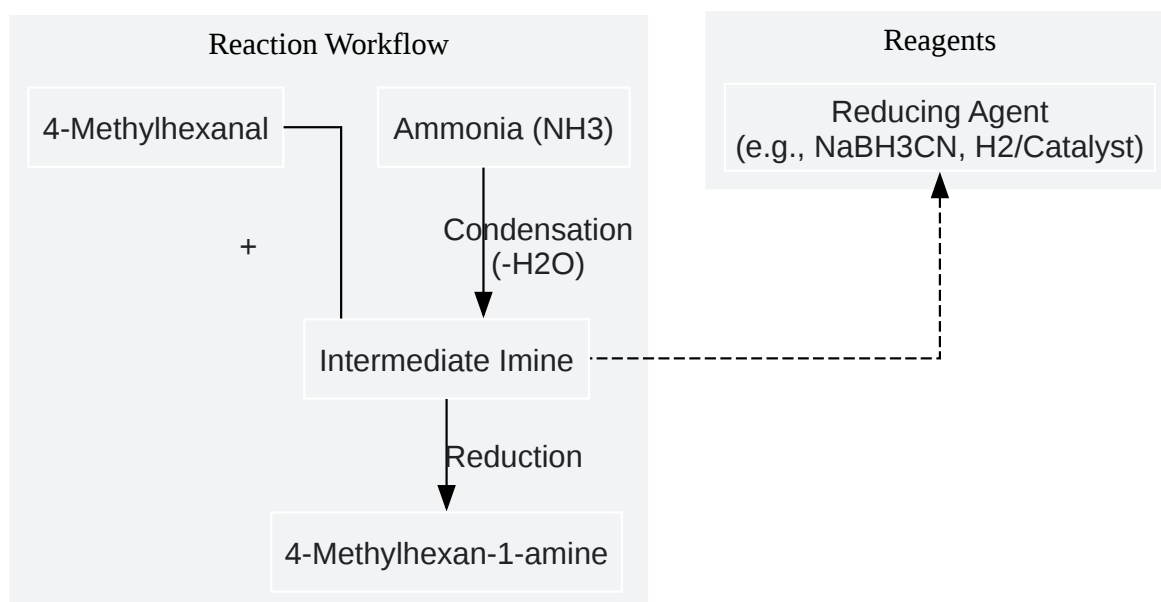 Reaction Workflow
4-Methylhexanal
Ammonia (NH3)
+
Condensation
(-H2O)
Intermediate Imine
Reduction
4-Methylhexan-1-amine
Reagents
Reducing Agent
(e.g., NaBH3CN, H2/Catalyst)